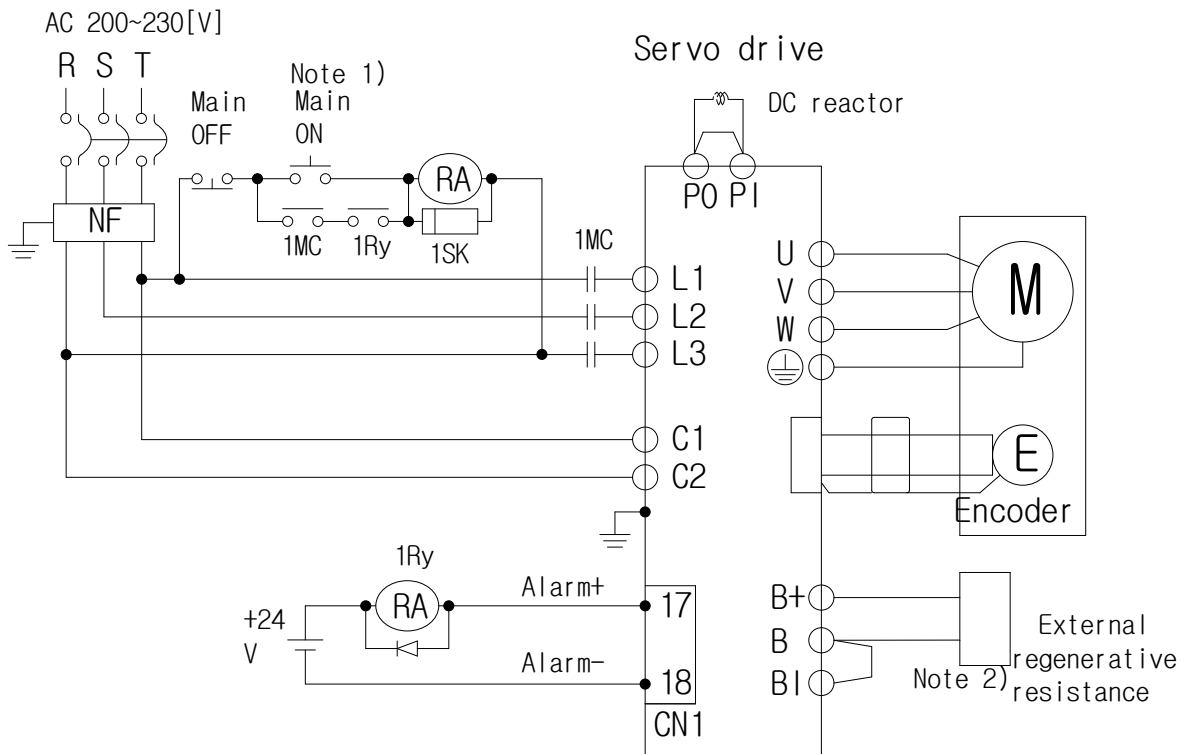 AC 200~230[V]
R S T
Servo drive
Note 1)
Main
OFF
Main
ON
DC reactor
RA
PO PI
NF
1MC
1Ry
1SK
1MC
L1
L2
L3
U
V
W
M
C1
C2
E
Encoder
1Ry
RA
+24
V
Alarm+
Alarm-
17
18
CN1
B+
B
BI
Note 2)
External
regenerative
resistance